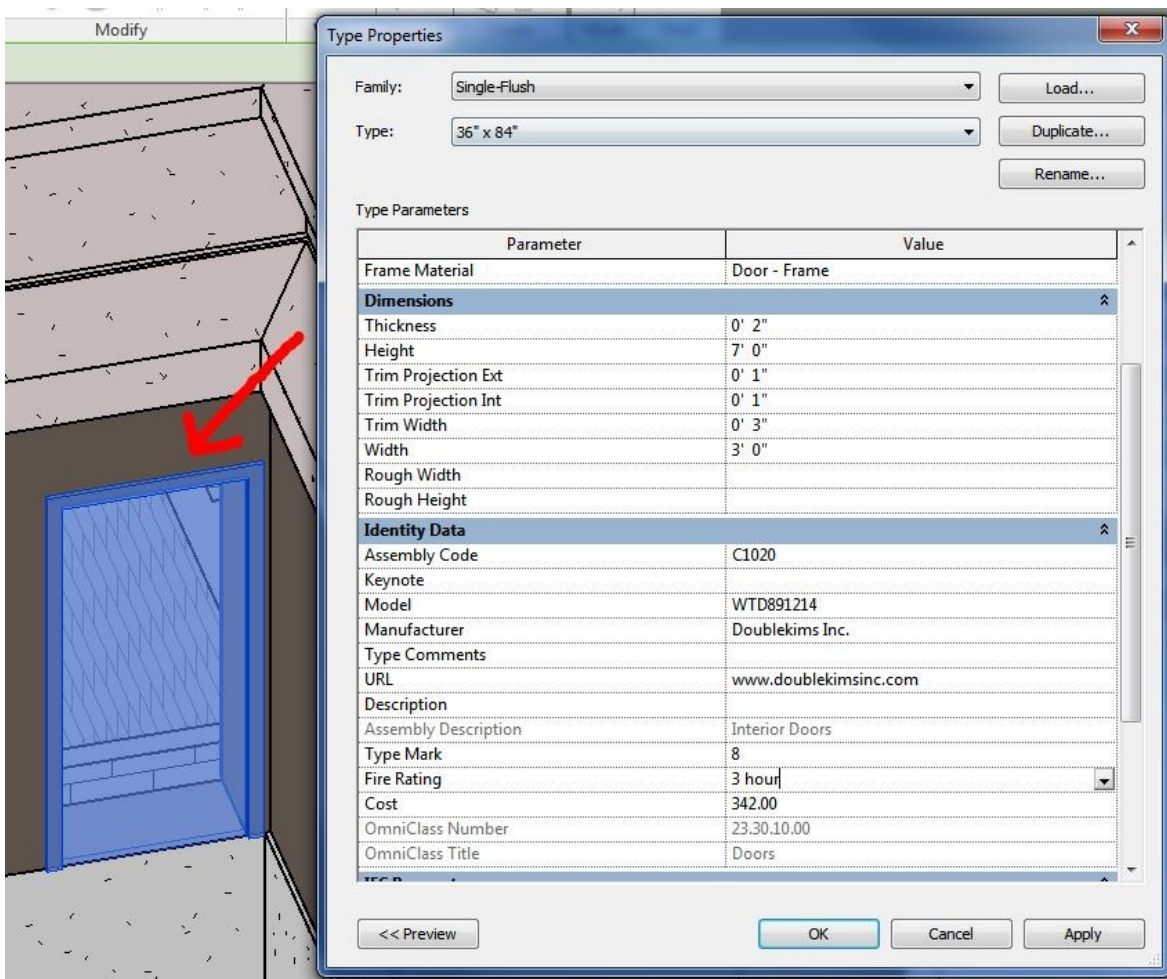 Modify
Type Properties
Family: Single-Flush Load...
Type: 36" x 84" Duplicate...
Rename...
Type Parameters
Parameter Value
Frame Material Door - Frame
Dimensions
Thickness 0' 2"
Height 7' 0"
Trim Projection Ext 0' 1"
Trim Projection Int 0' 1"
Trim Width 0' 3"
Width 3' 0"
Rough Width
Rough Height
Identity Data
Assembly Code C1020
Keynote
Model WTD891214
Manufacturer Doublekims Inc.
Type Comments
URL www.doublekimsinc.com
Description
Assembly Description Interior Doors
Type Mark 8
Fire Rating 3 hour
Cost 342.00
OmniClass Number 23.30.10.00
OmniClass Title Doors
<< Preview OK Cancel Apply